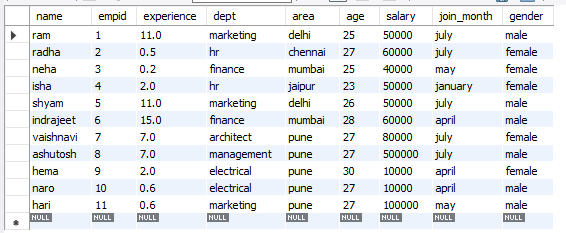 name empid experience dept area age salary join_month gender
ram 1 11.0 marketing delhi 25 50000 july male
radha 2 0.5 hr chennai 27 60000 july female
neha 3 0.2 finance mumbai 25 40000 may female
isha 4 2.0 hr jaipur 23 50000 january female
shyam 5 11.0 marketing delhi 26 50000 july male
indrajeet 6 15.0 finance mumbai 28 60000 april male
vaishnavi 7 7.0 architect pune 27 80000 july female
ashutosh 8 7.0 management pune 27 500000 july male
hema 9 2.0 electrical pune 30 10000 april female
naro 10 0.6 electrical pune 27 10000 april male
hari 11 0.6 marketing pune 27 100000 may male
NULL NULL NULL NULL NULL NULL NULL NULL NULL